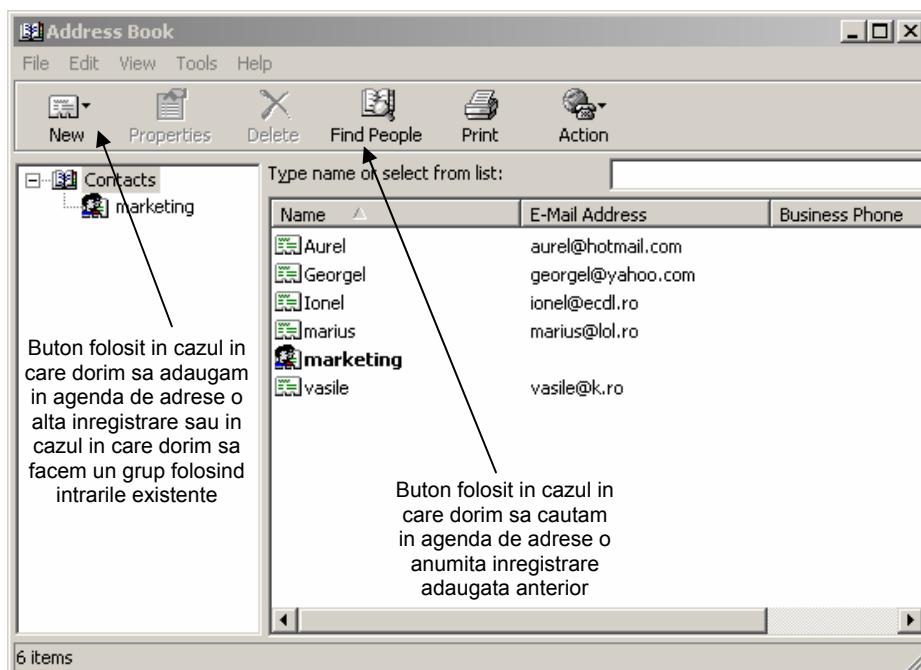 Address Book
File Edit View Tools Help
New Properties Delete Find People Print Action
Contacts
marketing
Type name or select from list:
Name E-Mail Address Business Phone
Aurel aurel@hotmail.com
Georgel georgel@yahoo.com
Ionel ionel@ecdl.ro
marius marius@lol.ro
marketing
vasile vasile@k.ro
Buton folosit in cazul in
care dorim sa adaugam
in agenda de adrese o
alta inregistrare sau in
cazul in care dorim sa
facem un grup folosind
intrarile existente
Buton folosit in cazul in
care dorim sa cautam
in agenda de adrese o
anumita inregistrare
adaugata anterior
6 items